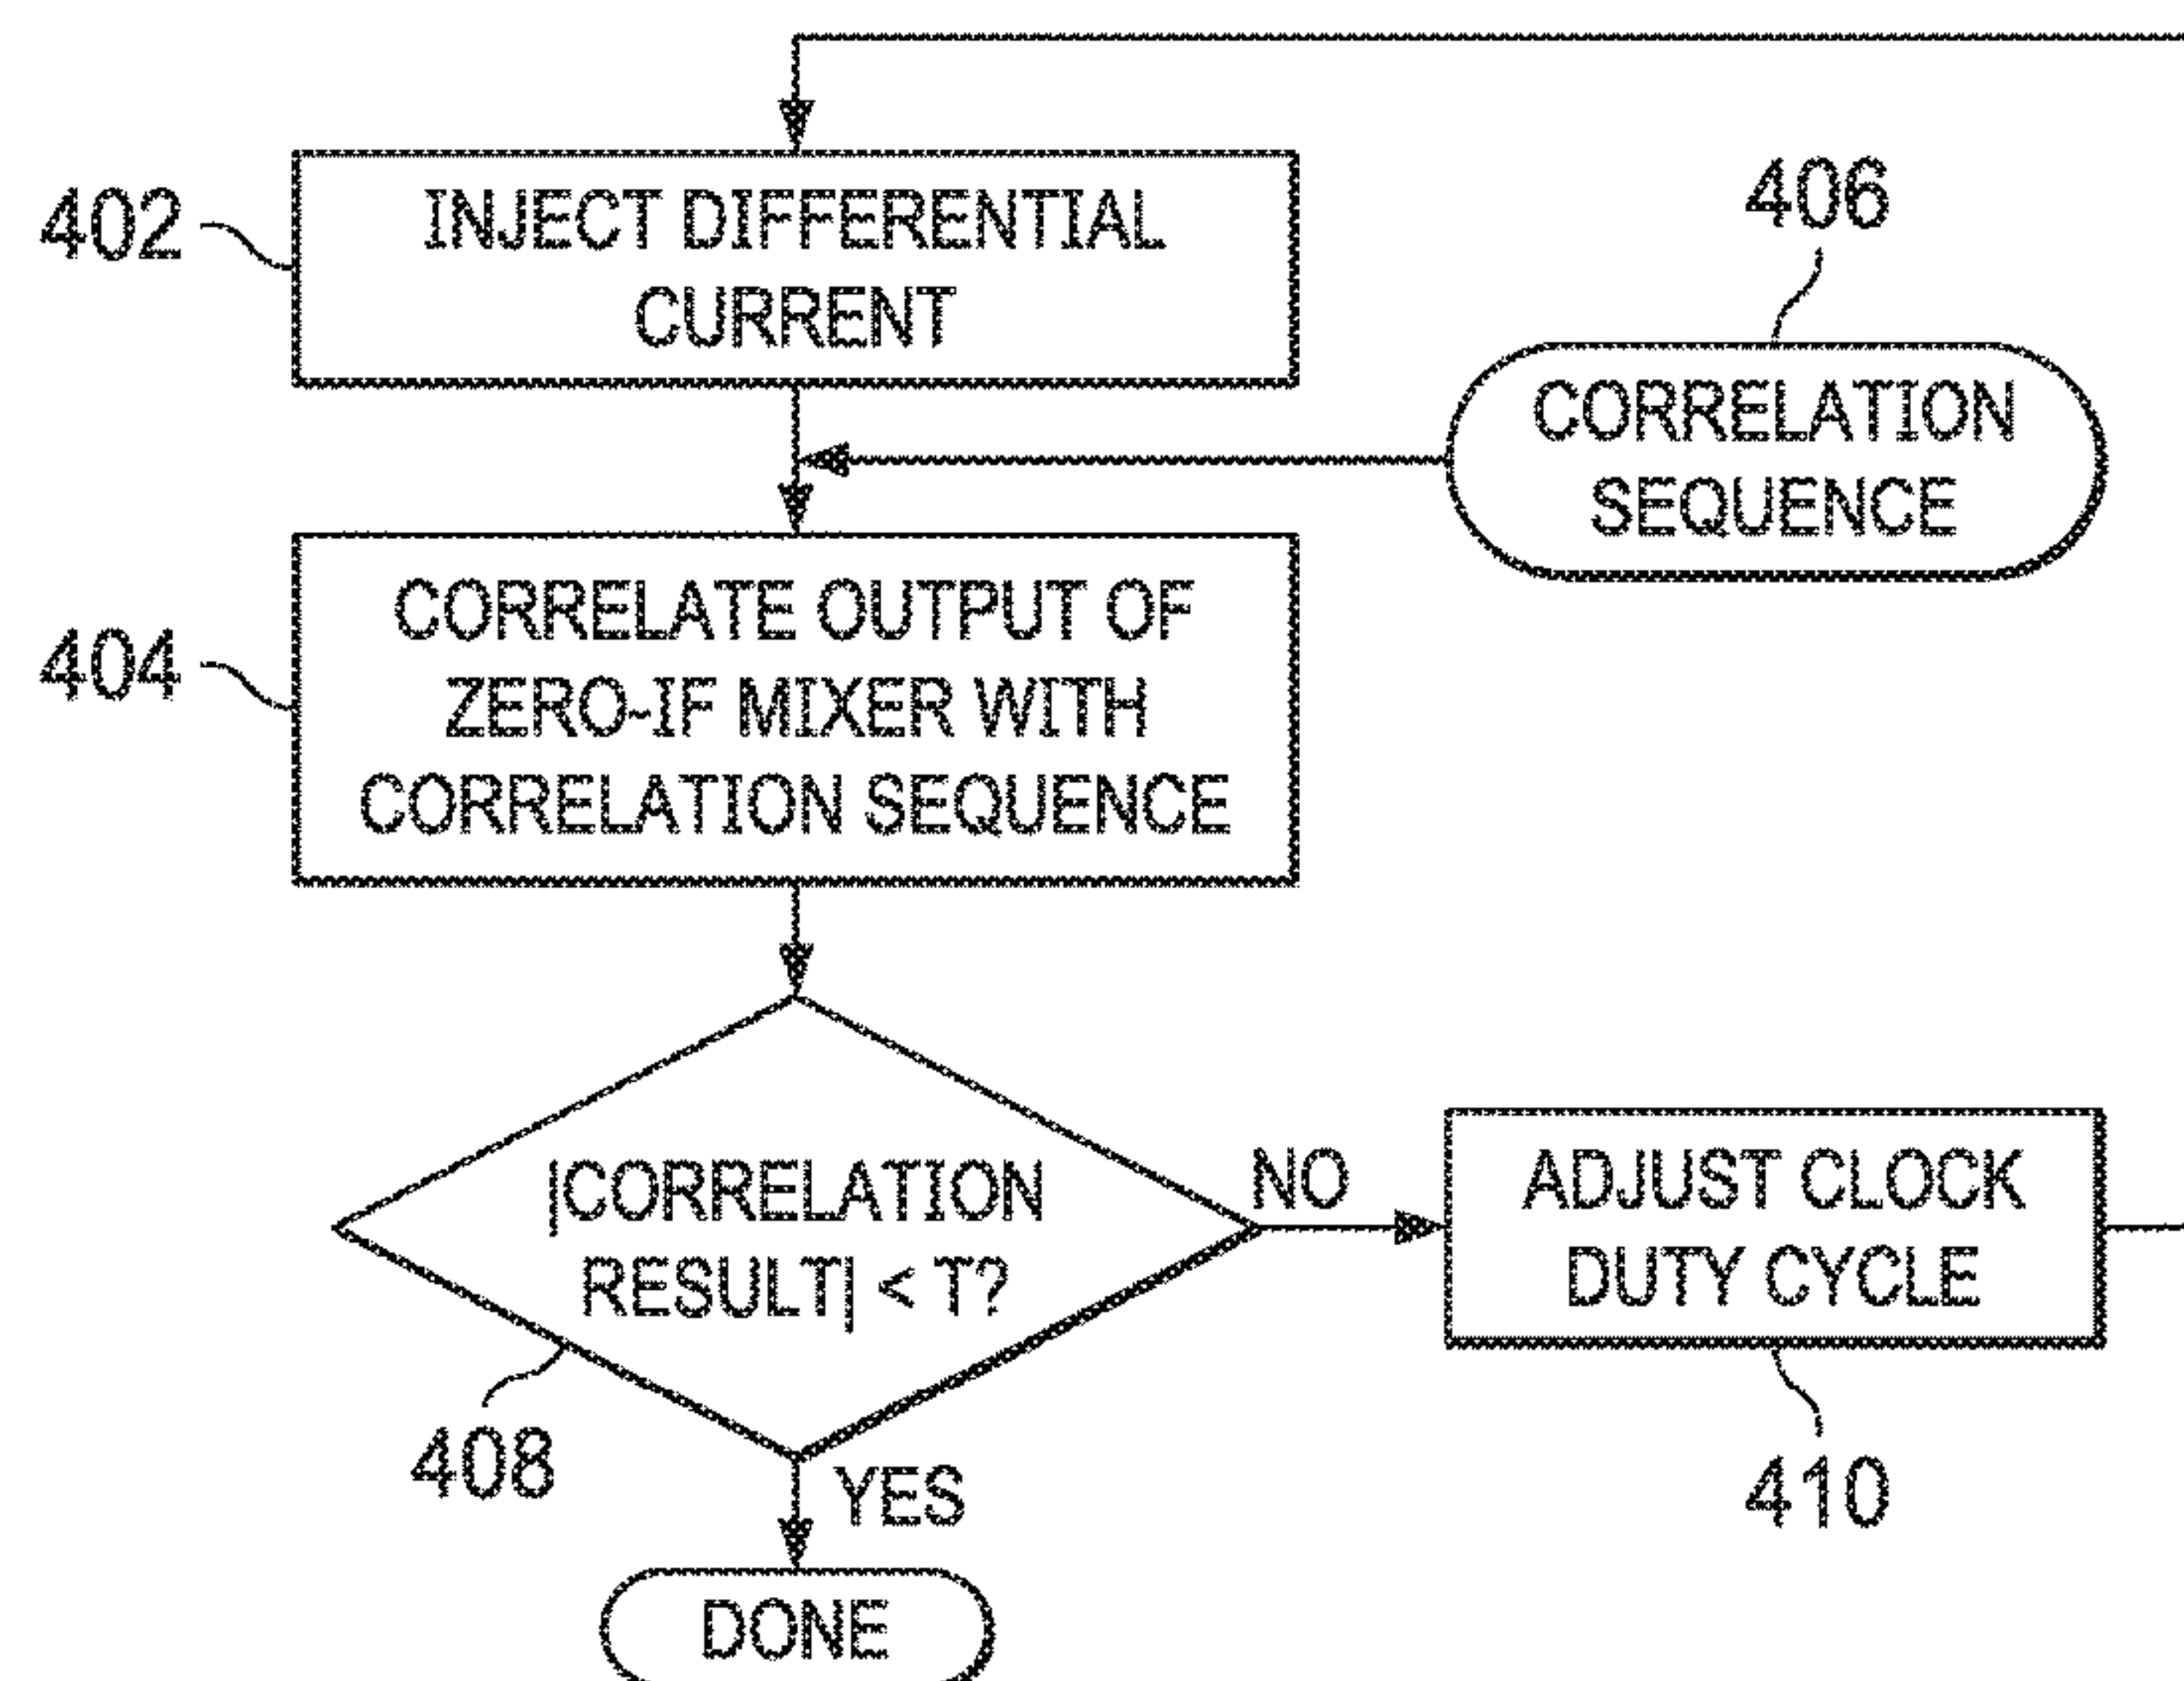 402
INJECT DIFFERENTIAL
CURRENT
406
CORRELATION
SEQUENCE
404
CORRELATE OUTPUT OF
ZERO-IF MIXER WITH
CORRELATION SEQUENCE
|CORRELATION
RESULT| < T?
NO
ADJUST CLOCK
DUTY CYCLE
408
YES
410
DONE